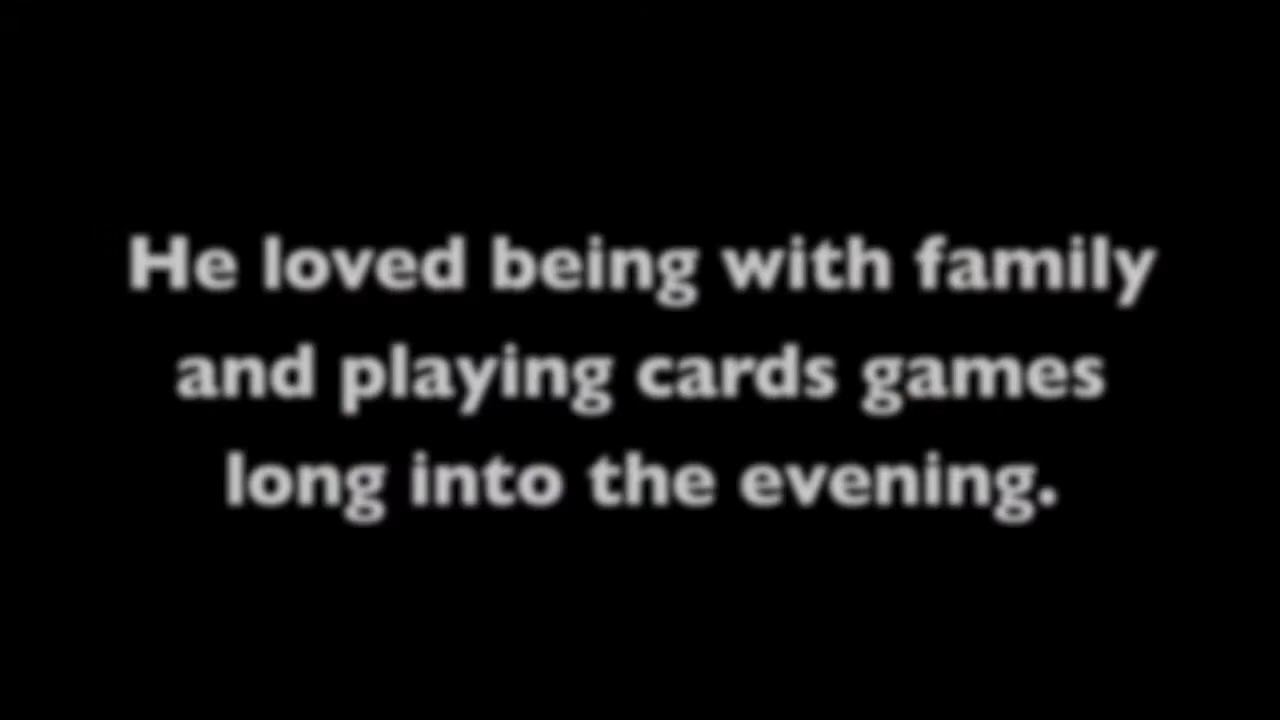 He loved being with family
and playing cards games
long into the evening.